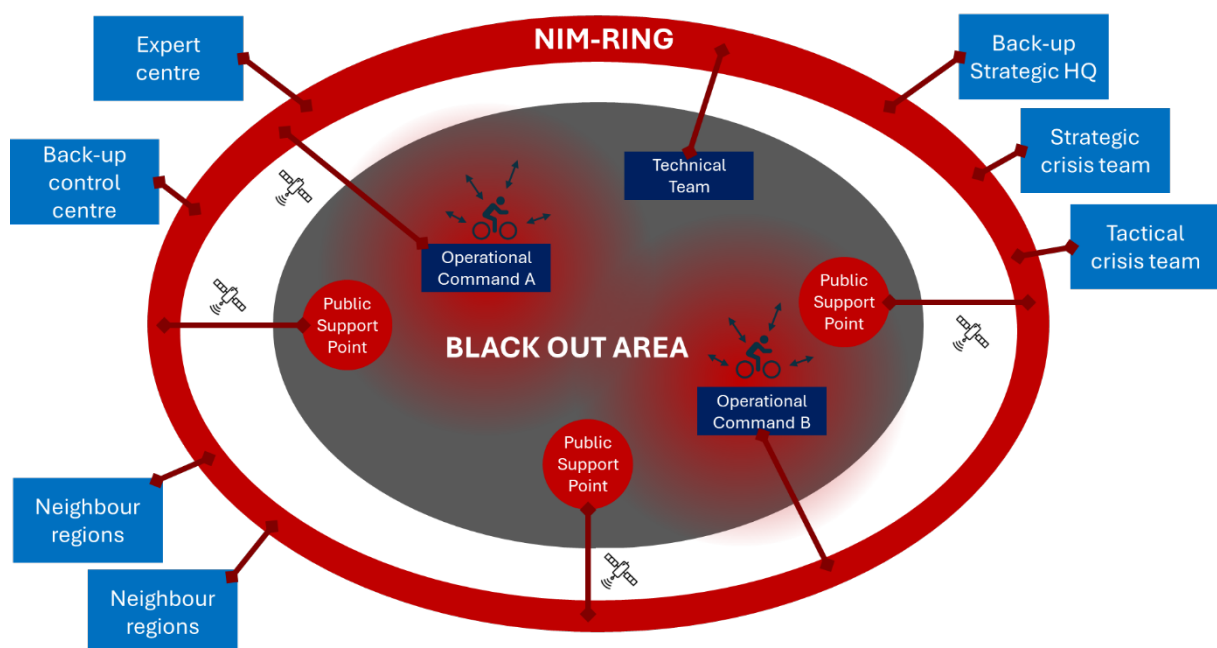 NIM-RING
Expert
centre
Back-up
Strategic HQ
Back-up
control
centre
Technical
Team
Strategic
crisis team
Operational
Command A
Tactical
crisis team
Public
Support
Point
Public
Support
Point
BLACK OUT AREA
Operational
Command B
Public
Support
Point
Neighbour
regions
Neighbour
regions